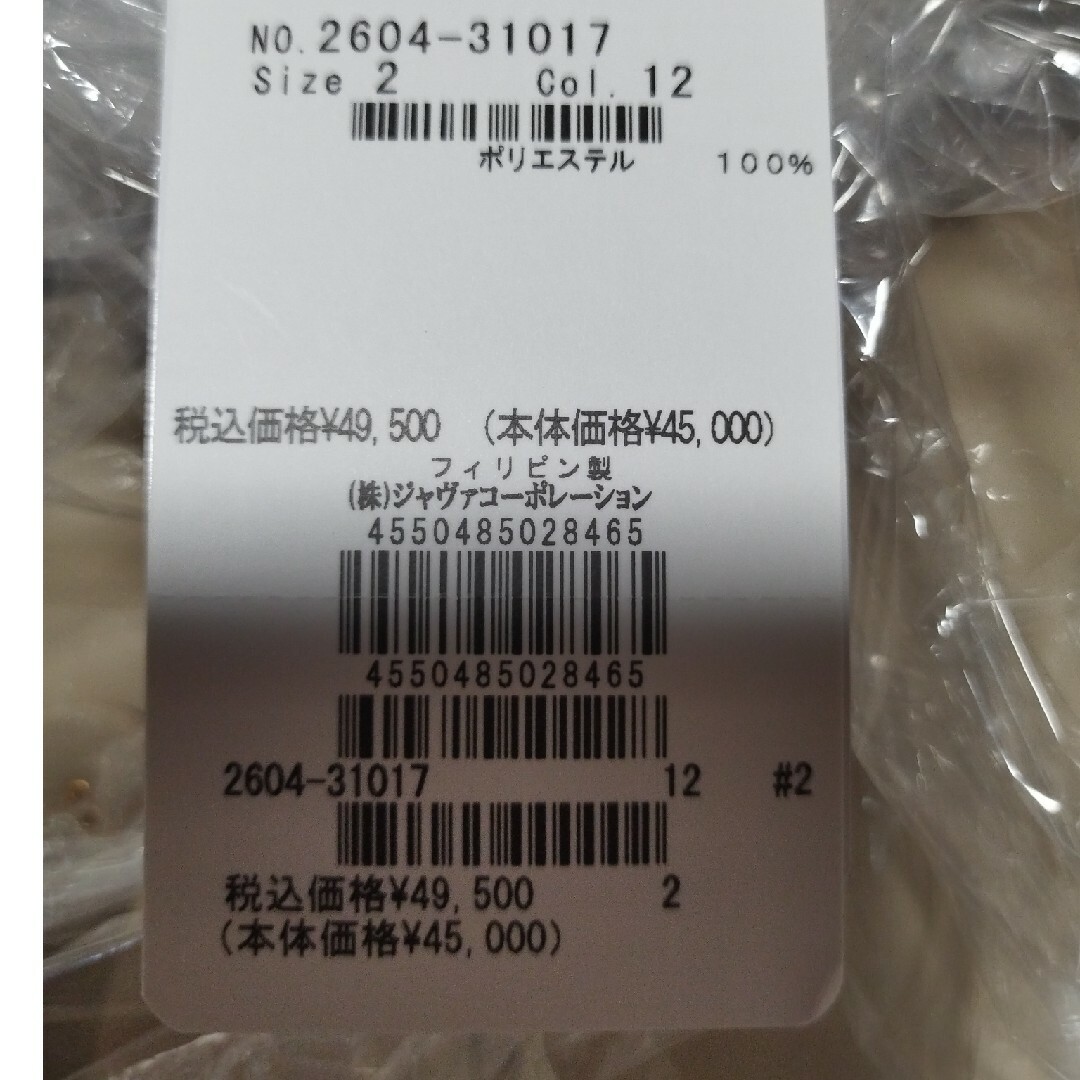 NO. 2604-31017
Size 2 Col. 12
ポリエステル 100%
税込価格¥49,500 (本体価格¥45,000)
フィリピン製
(株)ジャヴァコーポレーション
4550485028465
4550485028465
2604-31017 12 #2
税込価格¥49,500 2
(本体価格¥45,000)